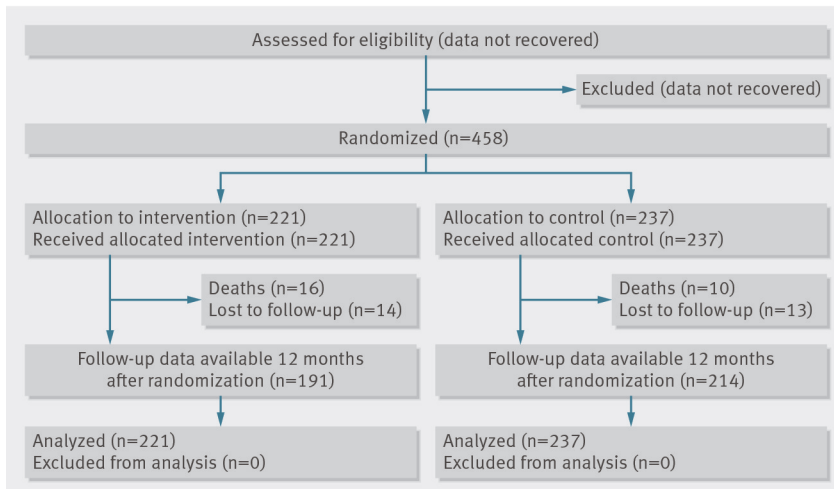 Assessed for eligibility (data not recovered)
Excluded (data not recovered)
Randomized (n=458)
Allocation to intervention (n=221)
Received allocated intervention (n=221)
Allocation to control (n=237)
Received allocated control (n=237)
Deaths (n=16)
Lost to follow-up (n=14)
Deaths (n=10)
Lost to follow-up (n=13)
Follow-up data available 12 months
after randomization (n=191)
Follow-up data available 12 months
after randomization (n=214)
Analyzed (n=221)
Excluded from analysis (n=0)
Analyzed (n=237)
Excluded from analysis (n=0)